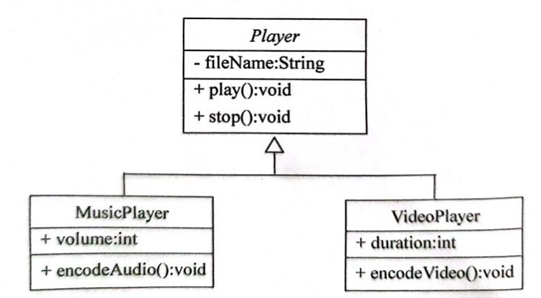 Player
- fileName:String
+ play():void
+ stop():void
MusicPlayer
+ volume:int
+ encodeAudio():void
VideoPlayer
+ duration:int
+ encodeVideo():void